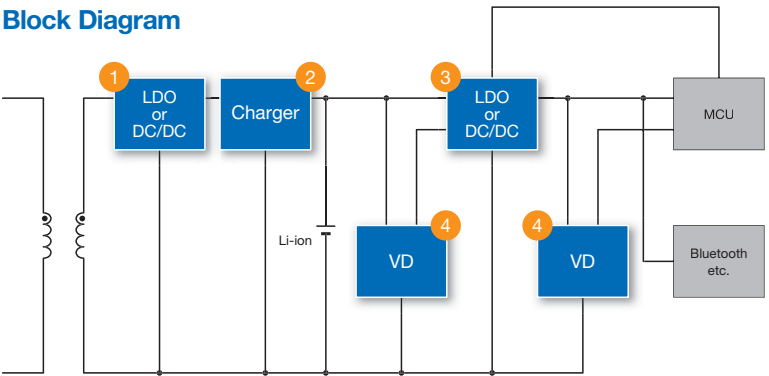 Block Diagram
1
LDO
or
DC/DC
2
Charger
3
LDO
or
DC/DC
MCU
Li-ion
4
VD
4
VD
Bluetooth
etc.